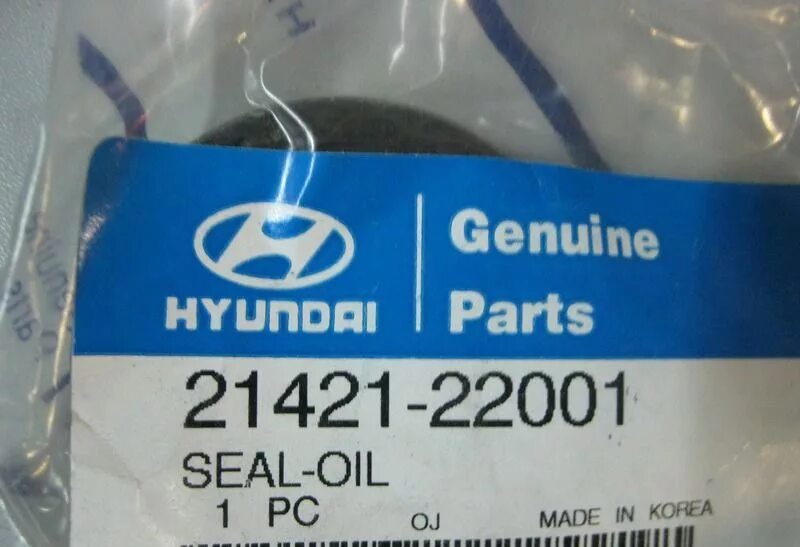 HYUNDAI
Genuine
Parts
21421-22001
SEAL-OIL
1 PC OJ MADE IN KOREA